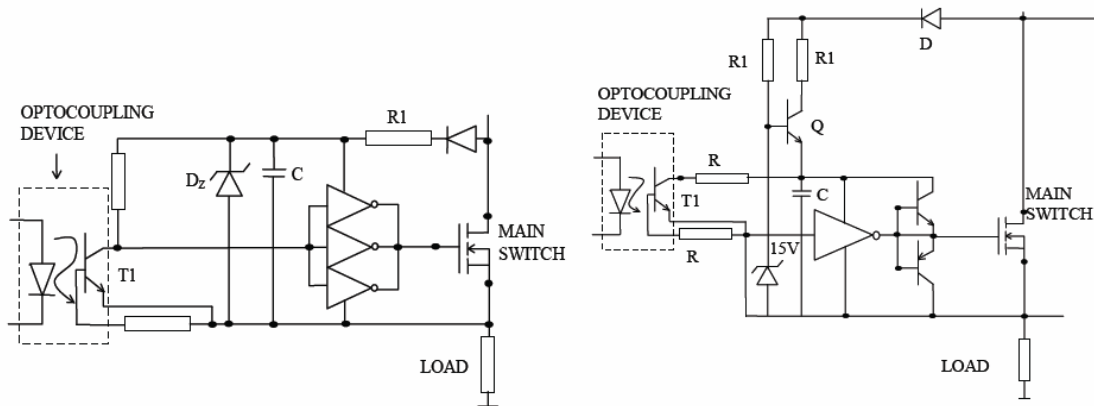 OPTOCOUPLING
DEVICE
R1
Dz
C
T1
MAIN
SWITCH
LOAD
D
R1
R1
OPTOCOUPLING
DEVICE
Q
R
T1
C
R
15V
MAIN
SWITCH
LOAD